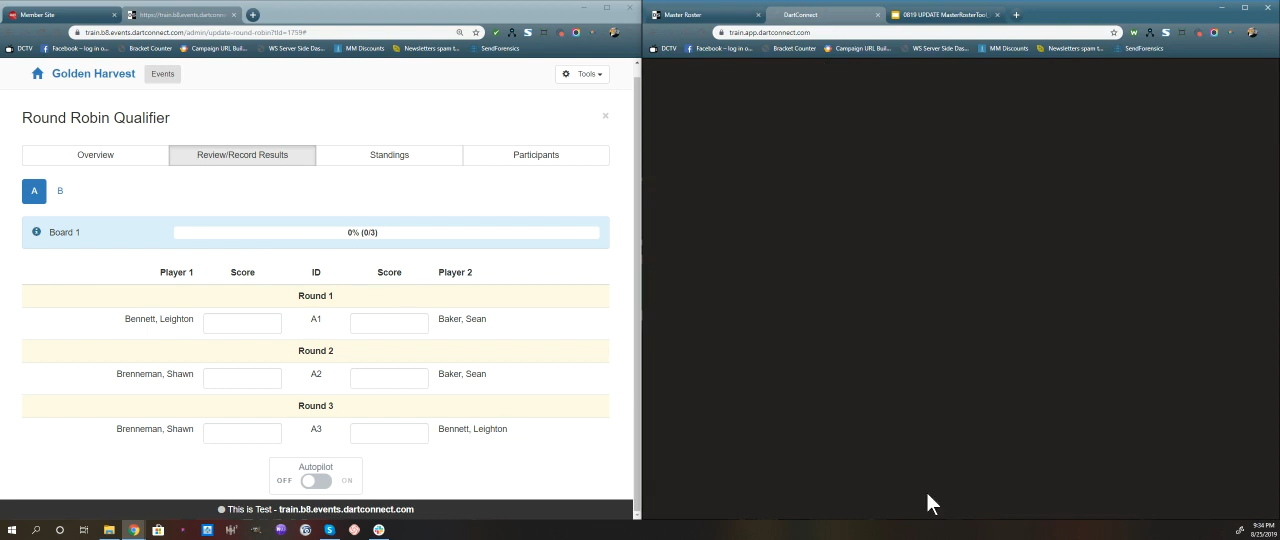 Member Site
https://train.b8.events.dartconnect.
train.b8.events.dartconnect.com/admin/update-round-robin?tId=1759#
DCTV
Facebook – log in o...
Bracket Counter
Campaign URL Buil...
WS Server Side Das...
MM Discounts
Newsletters spam t...
SendForensics
Golden Harvest
Events
Tools
Round Robin Qualifier
Overview
Review/Record Results
Standings
Participants
A
B
Board 1
0% (0/3)
Player 1
Score
ID
Score
Player 2
Round 1
Bennett, Leighton
A1
Baker, Sean
Round 2
Brenneman, Shawn
A2
Baker, Sean
Round 3
Brenneman, Shawn
A3
Bennett, Leighton
Autopilot
OFF
ON
This is Test - train.b8.events.dartconnect.com
Master Roster
DartConnect
0819 UPDATE MasterRosterTool
train.app.dartconnect.com
DCTV
Facebook – log in o...
Bracket Counter
Campaign URL Buil...
WS Server Side Das...
MM Discounts
Newsletters spam t...
SendForensics
9:34 PM
8/25/2019